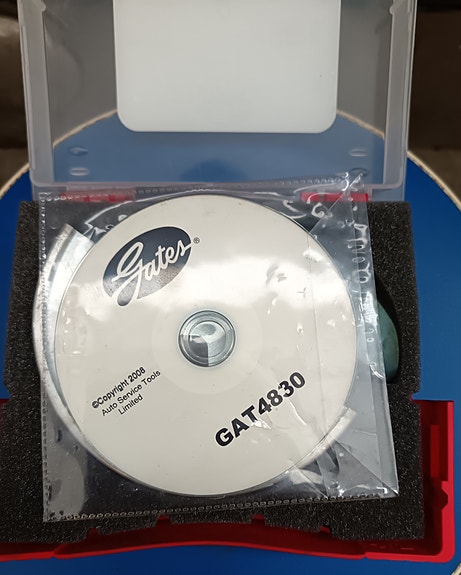 Gates®
©Copyright 2008
Auto Service Tools
Limited
GAT4830